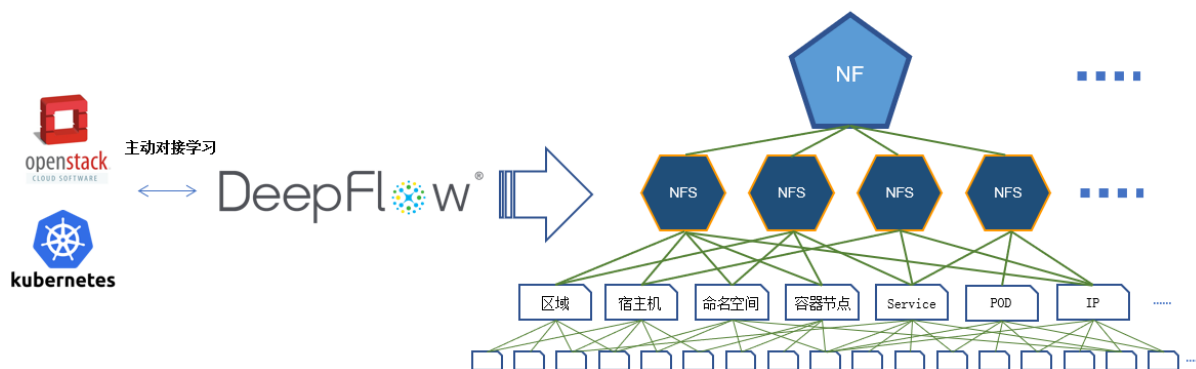 NF
openstack
CLOUD SOFTWARE
主动对接学习
DeepFlow®
kubernetes
NFS
NFS
NFS
NFS
区域
宿主机
命名空间
容器节点
Service
POD
IP
......
...